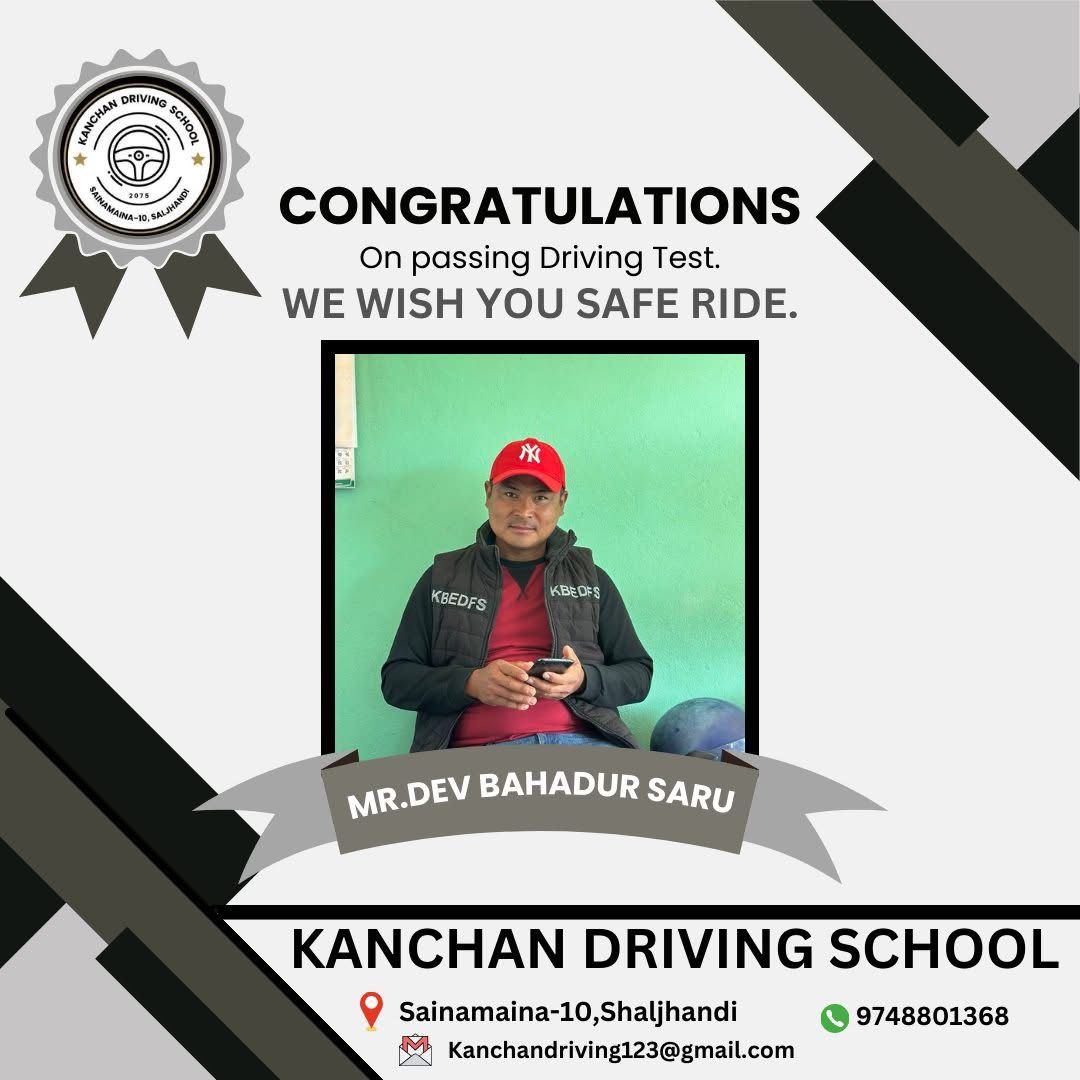 KANCHAN DRIVING SCHOOL
2075
SAINAMAINA-10, SALJHANDI
CONGRATULATIONS
On passing Driving Test.
WE WISH YOU SAFE RIDE.
NY
KBEDFS
KBEDFS
MR.DEV BAHADUR SARU
KANCHAN DRIVING SCHOOL
Sainamaina-10,Shaljhandi
9748801368
Kanchandriving123@gmail.com